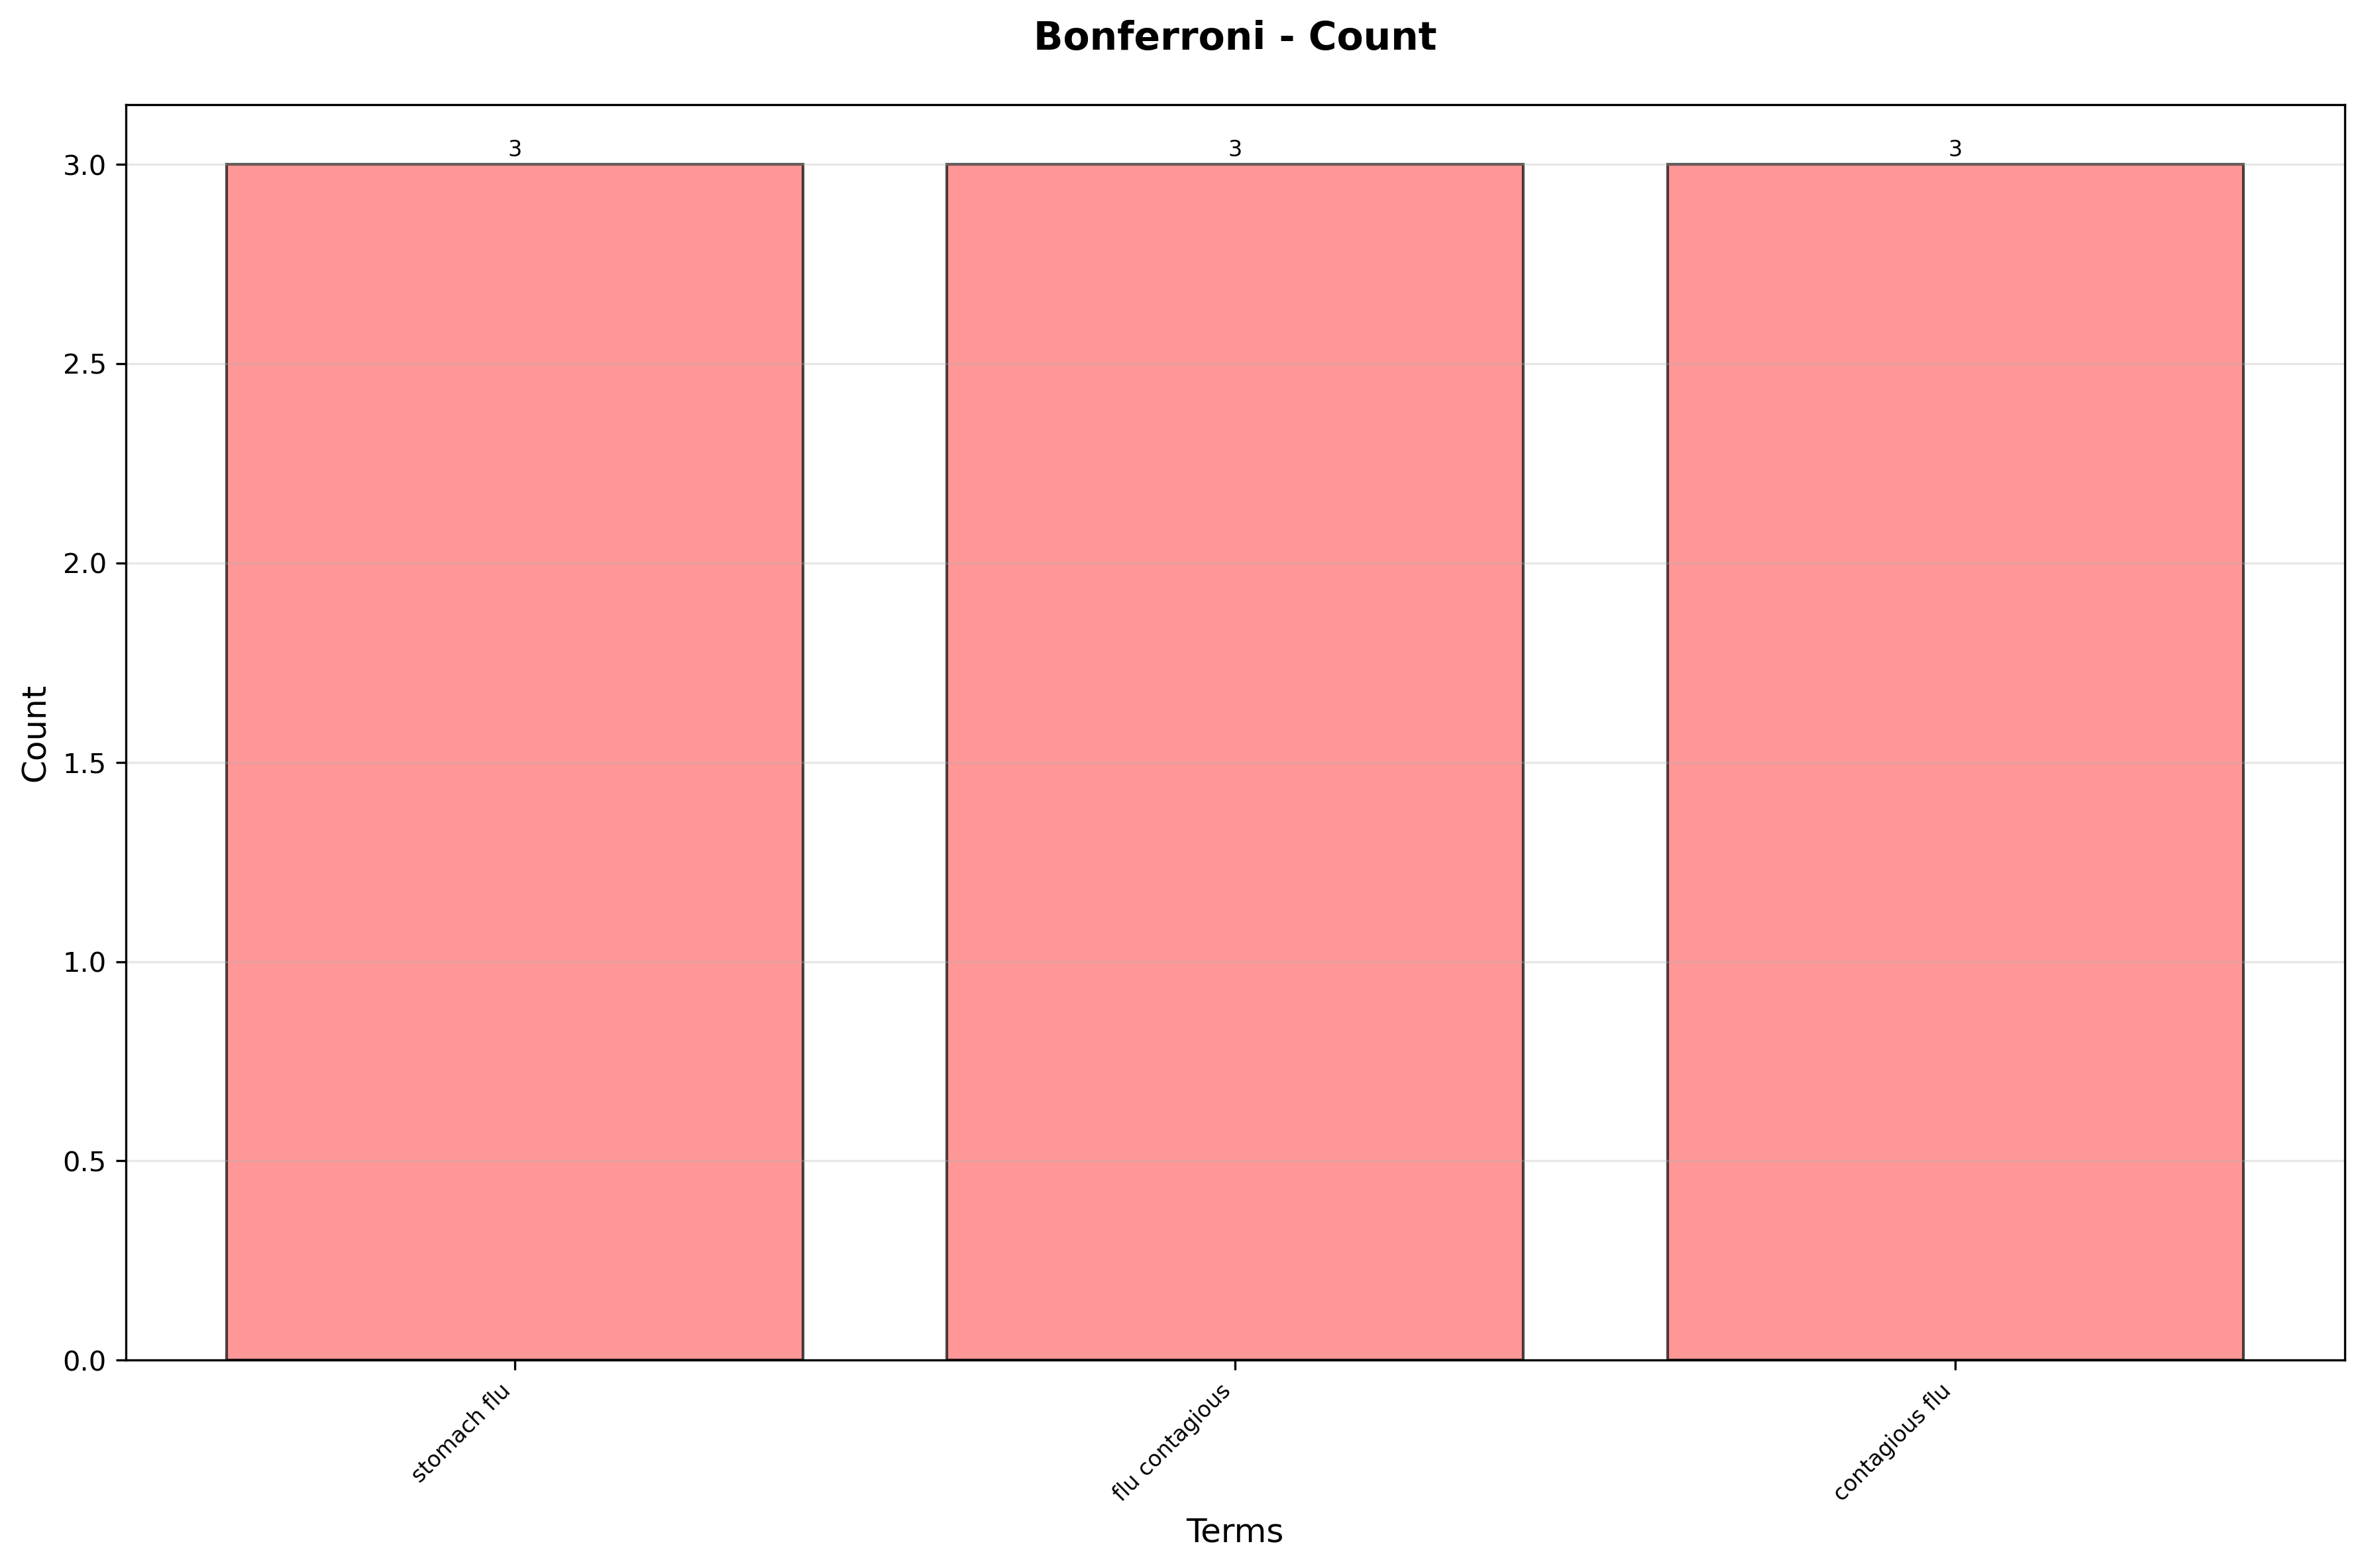 Bonferroni - Count
3 3 3
3.0
2.5
2.0
1.5
1.0
0.5
0.0
Count
stomach flu
flu contagious
contagious flu
Terms